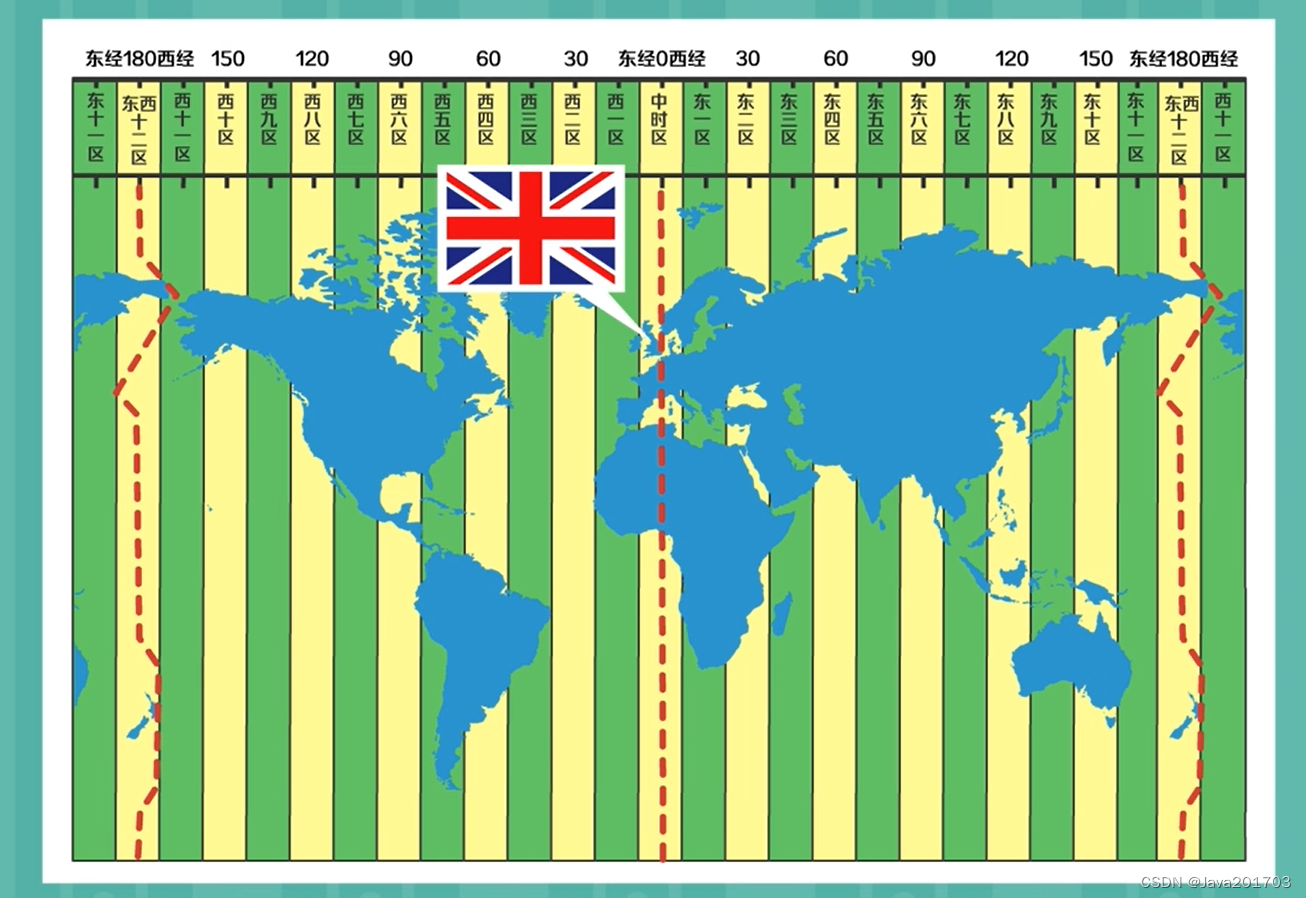 东经180西经 150 120 90 60 30 东经0西经 30 60 90 120 150 东经180西经
东十一区
东西十二区
西十一区
西十区
西九区
西八区
西七区
西六区
西五区
西四区
西三区
西二区
西一区
中时区
东一区
东二区
东三区
东四区
东五区
东六区
东七区
东八区
东九区
东十区
东十一区
东西十二区
西十一区
CSDN @Java201703